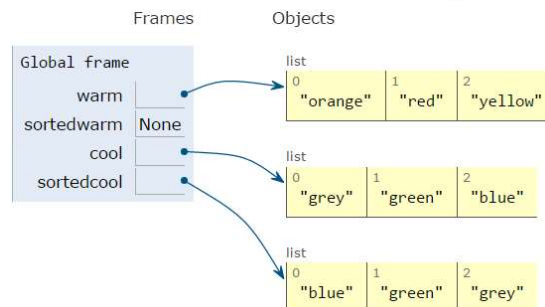 Frames Objects
Global frame
warm
sortedwarm None
cool
sortedcool
list
0 1 2
"orange" "red" "yellow"
list
0 1 2
"grey" "green" "blue"
list
0 1 2
"blue" "green" "grey"